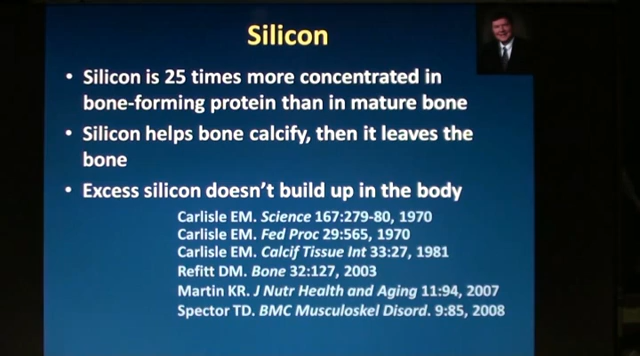 Silicon
• Silicon is 25 times more concentrated in
bone-forming protein than in mature bone
• Silicon helps bone calcify, then it leaves the
bone
• Excess silicon doesn't build up in the body
Carlisle EM. Science 167:279-80, 1970
Carlisle EM. Fed Proc 29:565, 1970
Carlisle EM. Calcif Tissue Int 33:27, 1981
Refitt DM. Bone 32:127, 2003
Martin KR. J Nutr Health and Aging 11:94, 2007
Spector TD. BMC Musculoskel Disord. 9:85, 2008